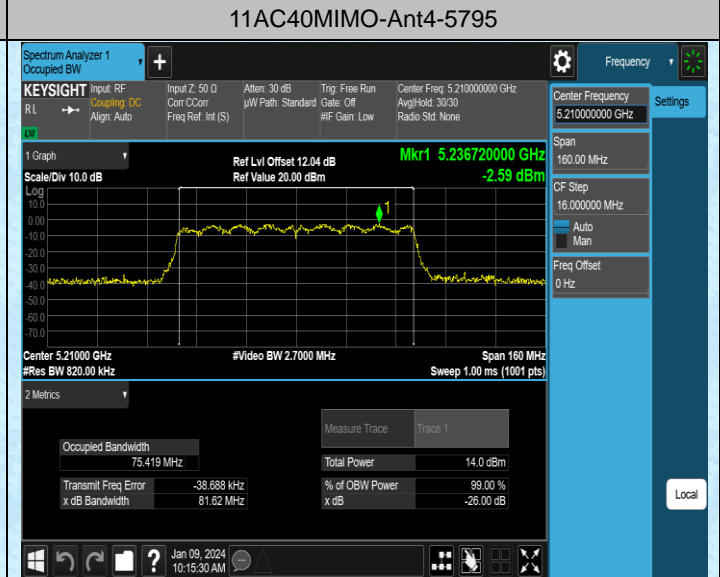 11AC40MIMO-Ant4-5795
Spectrum Analyzer 1
Occupied BW
+
Frequency
KEYSIGHT
R L
Input: RF
Coupling: DC
Align: Auto
Input Z: 50 Ω
Corr CCorr
Freq Ref: Int (S)
Atten: 30 dB
µW Path: Standard
Trig: Free Run
Gate: Off
#IF Gain: Low
Center Freq: 5.210000000 GHz
Avg|Hold: 30/30
Radio Std: None
Center Frequency
5.210000000 GHz
Settings
Span
160.00 MHz
CF Step
16.000000 MHz
Auto
Man
Freq Offset
0 Hz
1 Graph
Ref Lvl Offset 12.04 dB
Mkr1 5.236720000 GHz
Scale/Div 10.0 dB
Ref Value 20.00 dBm
-2.59 dBm
Log
10.0
0.00
-10.0
-20.0
-30.0
-40.0
-50.0
-60.0
-70.0
1
Center 5.21000 GHz
#Video BW 2.7000 MHz
Span 160 MHz
#Res BW 820.00 kHz
Sweep 1.00 ms (1001 pts)
2 Metrics
Measure Trace
Trace 1
Occupied Bandwidth
75.419 MHz
Total Power
14.0 dBm
Transmit Freq Error
-38.688 kHz
% of OBW Power
99.00 %
x dB Bandwidth
81.62 MHz
x dB
-26.00 dB
Local
?
Jan 09, 2024
10:15:30 AM